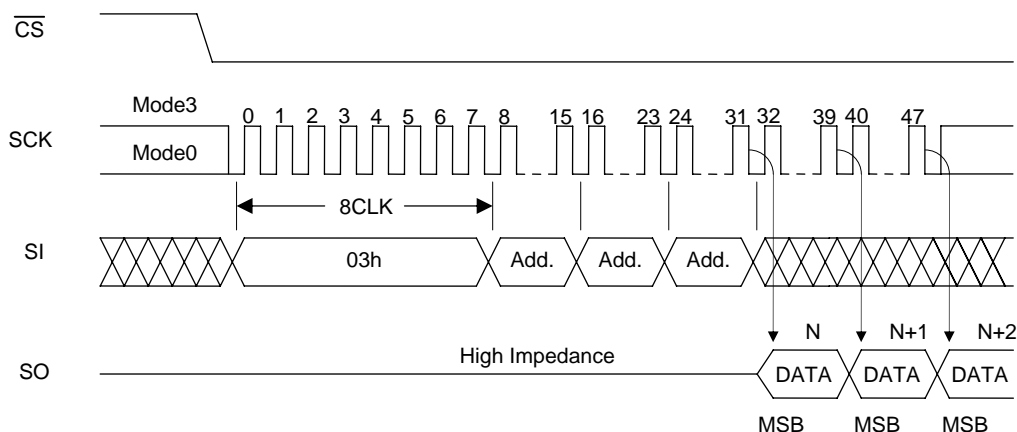 CS
Mode3
0 1 2 3 4 5 6 7 8 15 16 23 24 31 32 39 40 47
SCK
Mode0
8CLK
SI
03h Add. Add. Add.
N N+1 N+2
High Impedance
SO
DATA DATA DATA
MSB MSB MSB